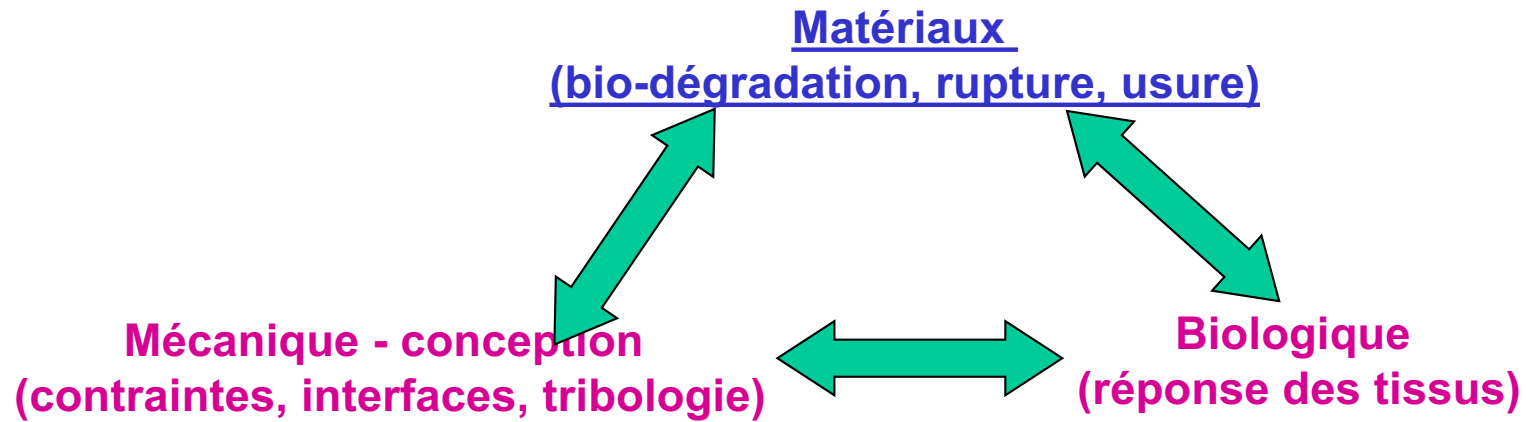 Matériaux
(bio-dégradation, rupture, usure)
Mécanique - conception
(contraintes, interfaces, tribologie)
Biologique
(réponse des tissus)